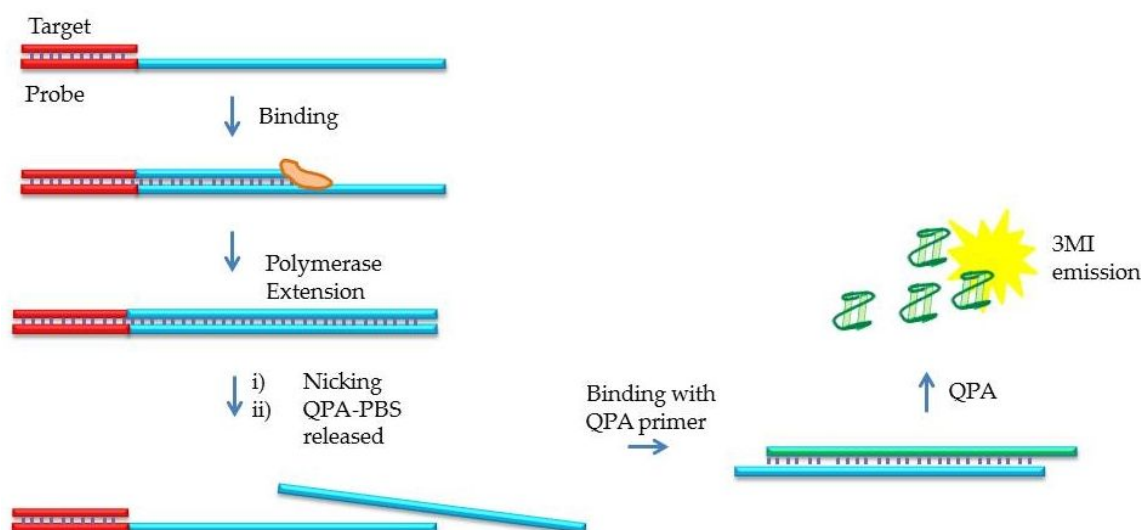 Target
Probe
Binding
Polymerase
Extension
i) Nicking
ii) QPA-PBS
released
Binding with
QPA primer
QPA
3MI
emission